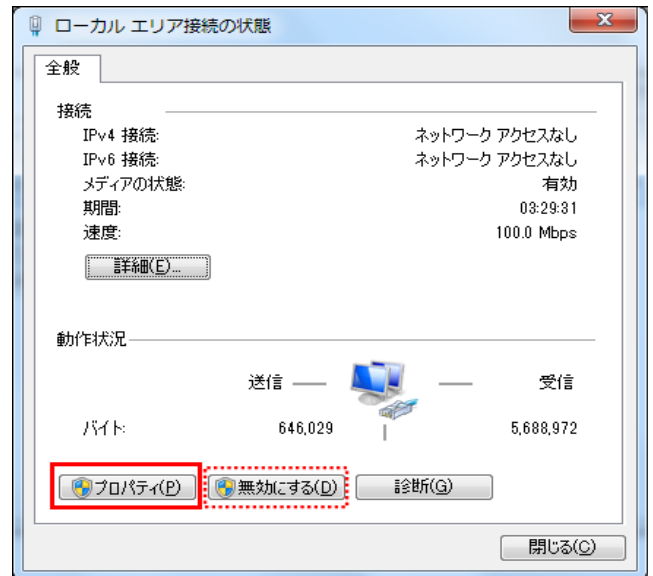 ローカル エリア接続の状態
全般
接続
IPv4 接続: ネットワーク アクセスなし
IPv6 接続: ネットワーク アクセスなし
メディアの状態: 有効
期間: 03:29:31
速度: 100.0 Mbps
詳細(E)...
動作状況
送信 受信
バイト: 646,029 5,688,972
プロパティ(P) 無効にする(D) 診断(G)
閉じる(C)